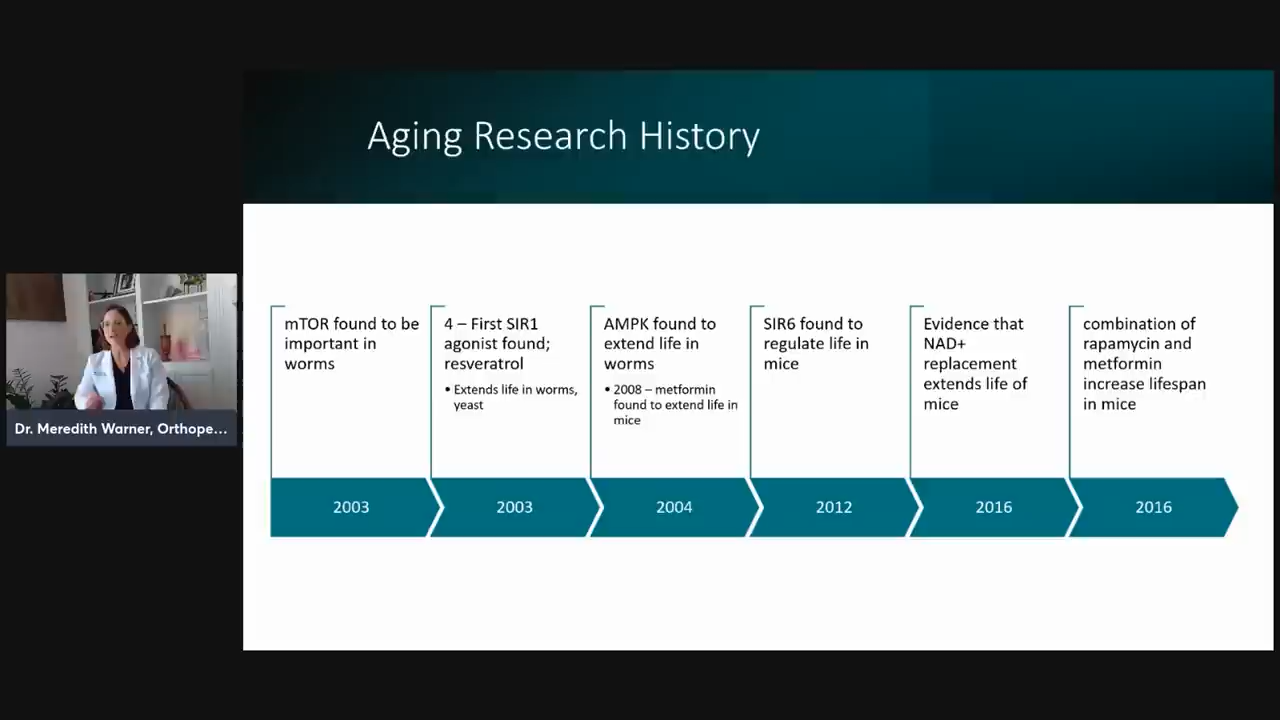 Aging Research History
mTOR found to be
important in
worms
4 – First SIR1
agonist found;
resveratrol
• Extends life in worms,
yeast
AMPK found to
extend life in
worms
• 2008 – metformin
found to extend life in
mice
SIR6 found to
regulate life in
mice
Evidence that
NAD+
replacement
extends life of
mice
combination of
rapamycin and
metformin
increase lifespan
in mice
2003
2003
2004
2012
2016
2016
Dr. Meredith Warner, Orthope...